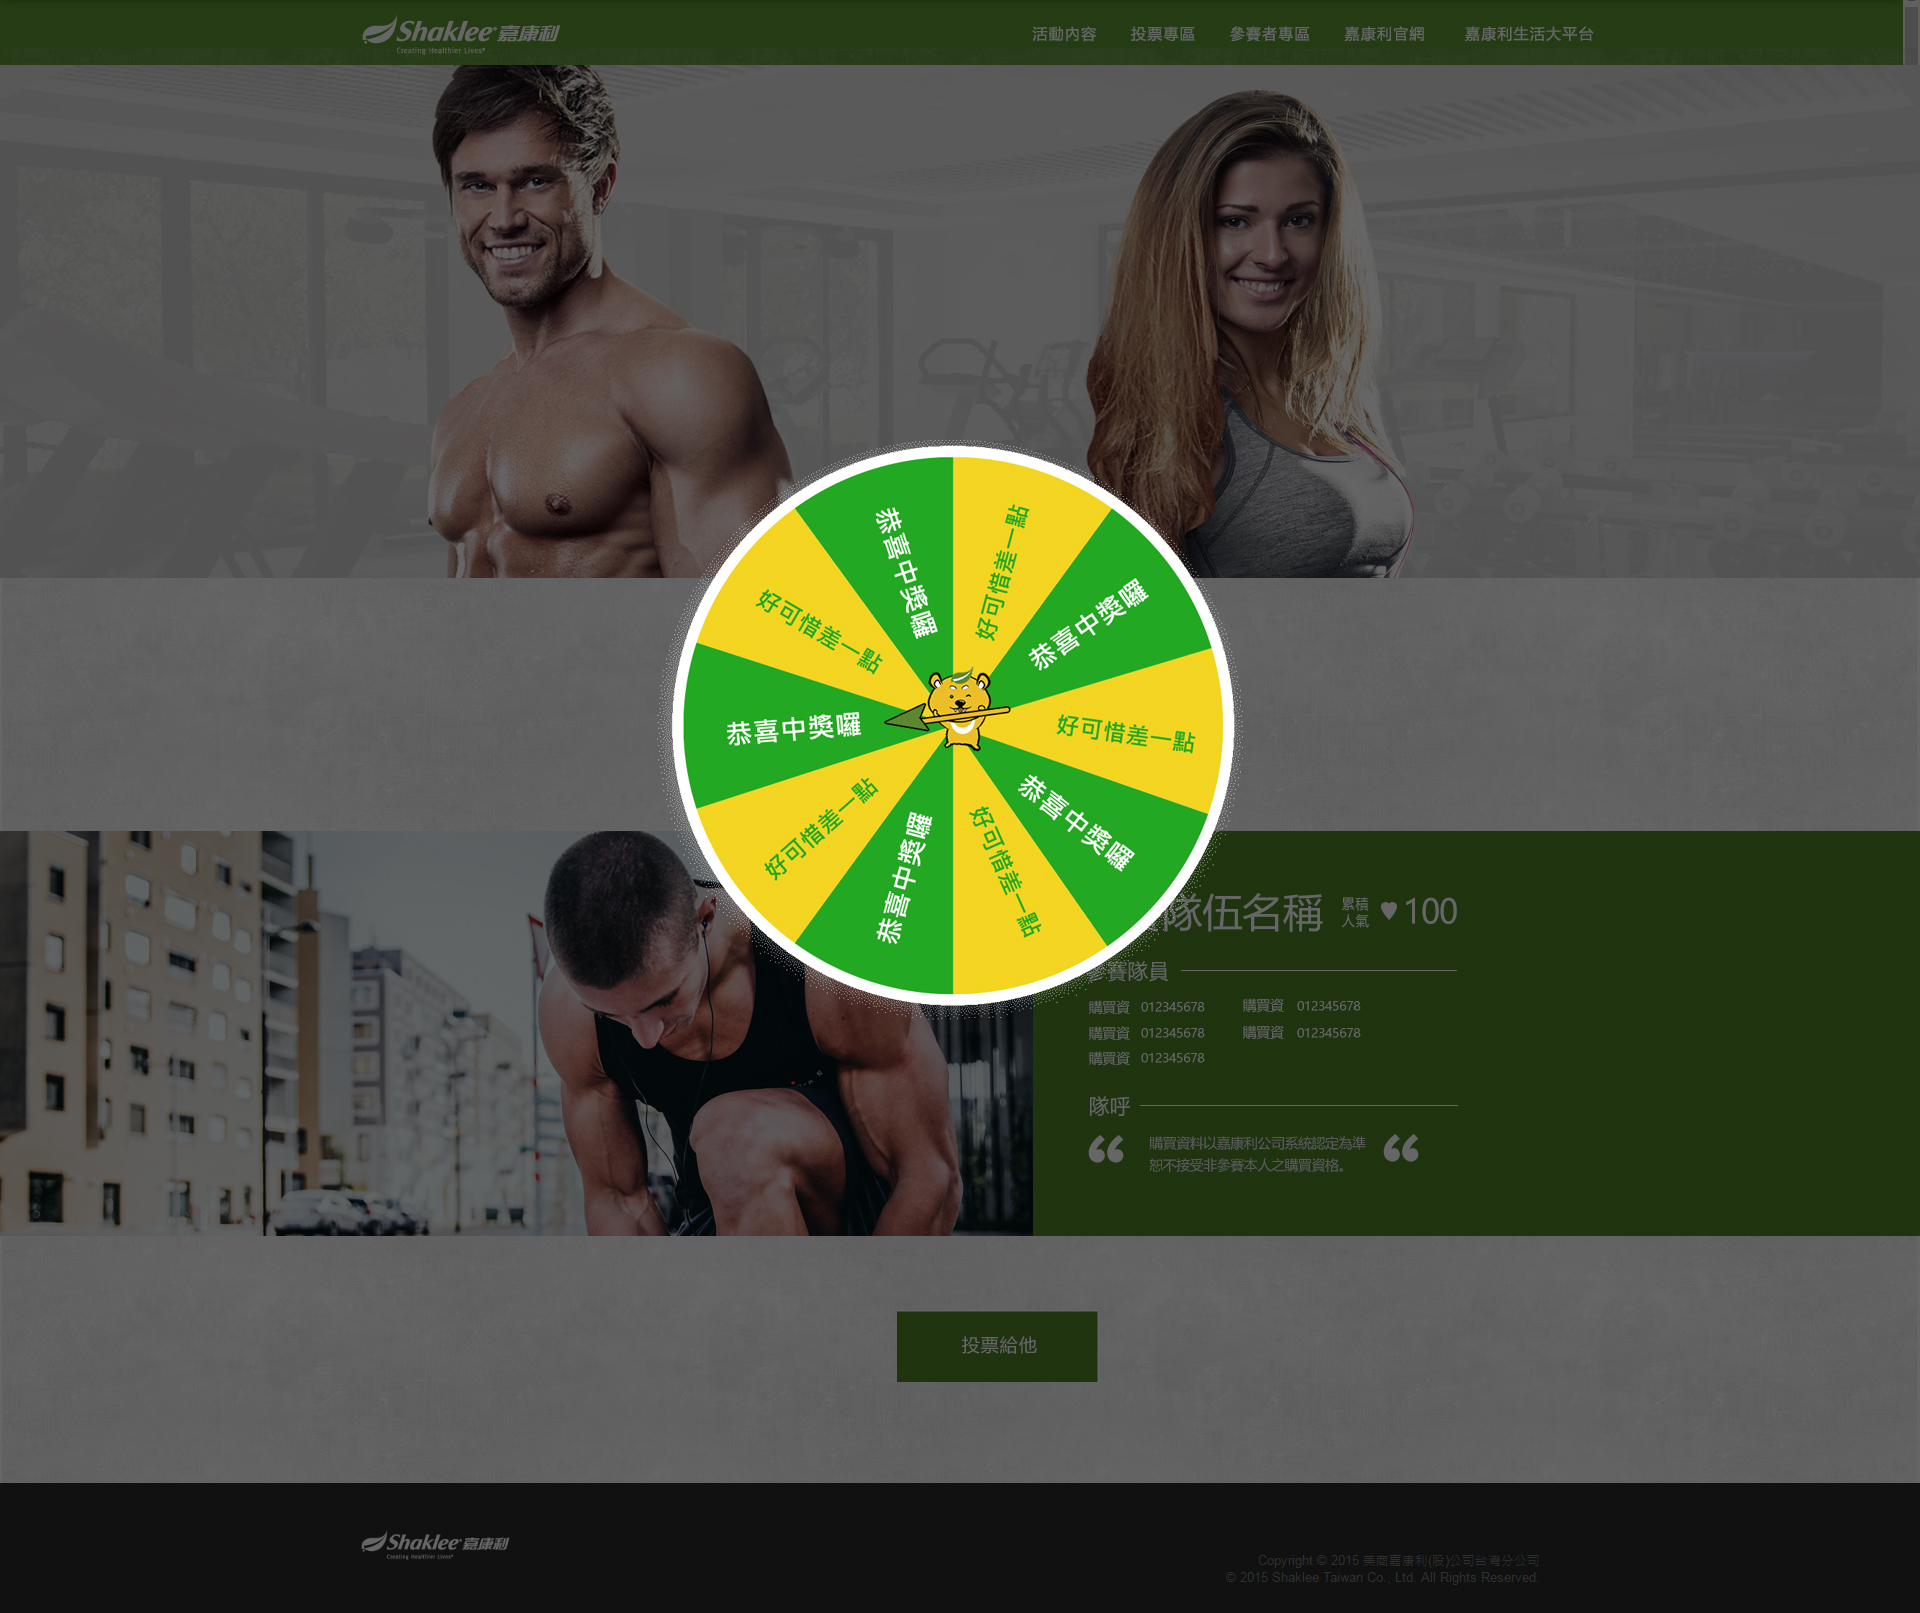 Shaklee 嘉康利
Creating Healthier Lives
活動內容 投票專區 參賽者專區 嘉康利官網 嘉康利生活大平台
恭喜中獎囉
好可惜差一點
好可惜差一點
恭喜中獎囉
恭喜中獎囉
好可惜差一點
好可惜差一點
恭喜中獎囉
恭喜中獎囉
好可惜差一點
隊伍名稱 累積人氣 100
參賽隊員
購買資 012345678 購買資 012345678
購買資 012345678 購買資 012345678
購買資 012345678
隊呼
“ 購買資料以嘉康利公司系統認定為準 “
恕不接受非參賽本人之購買資格。
投票給他
Shaklee 嘉康利
Creating Healthier Lives
Copyright © 2015 美商嘉康利(股)公司台灣分公司
© 2015 Shaklee Taiwan Co., Ltd. All Rights Reserved.